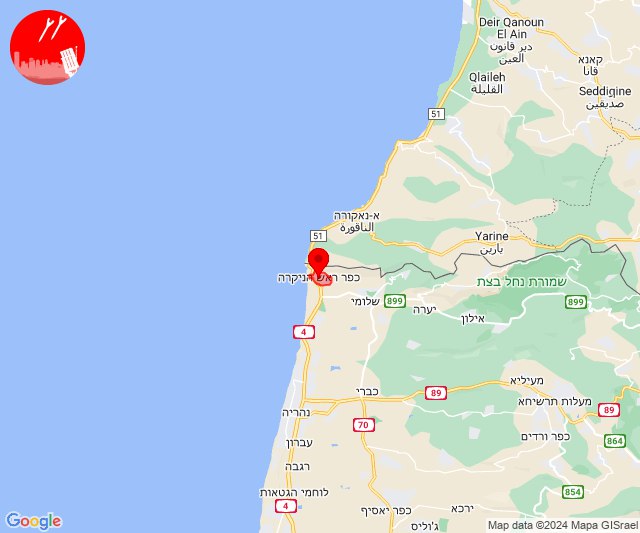 Deir Qanoun
El Ain
دير قانون
العين
קאנא
قانا
Qlaileh
القليلة
Seddiqine
صديقين
51
א-נאקורה
الناقورة
51
Yarine
يارين
כפר ראש הניקרה
שמורת נחל בצת
שלומי
899
יערה
899
אילון
4
מעיליא
כברי
89
מעלות תרשיחא
89
נהריה
70
כפר ורדים
864
עברון
רגבה
לוחמי הגטאות
854
4
כפר יאסיף
ירכא
ג'וליס
Google
Map data ©2024 Mapa GISrael